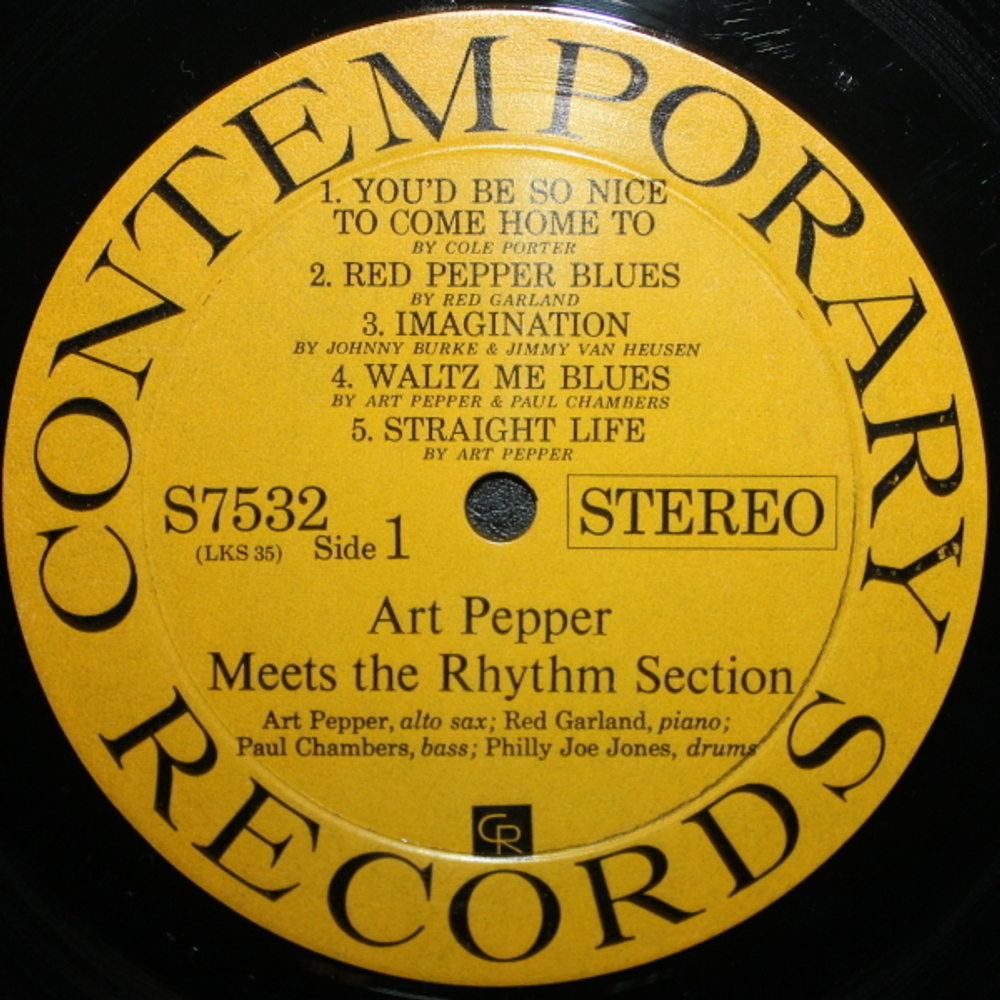 CONTEMPORARY
1. YOU'D BE SO NICE
TO COME HOME TO
BY COLE PORTER
2. RED PEPPER BLUES
BY RED GARLAND
3. IMAGINATION
BY JOHNNY BURKE & JIMMY VAN HEUSEN
4. WALTZ ME BLUES
BY ART PEPPER & PAUL CHAMBERS
5. STRAIGHT LIFE
BY ART PEPPER
S7532
(LKS 35) Side 1
STEREO
Art Pepper
Meets the Rhythm Section
Art Pepper, alto sax; Red Garland, piano;
Paul Chambers, bass; Philly Joe Jones, drums
CR
RECORDS